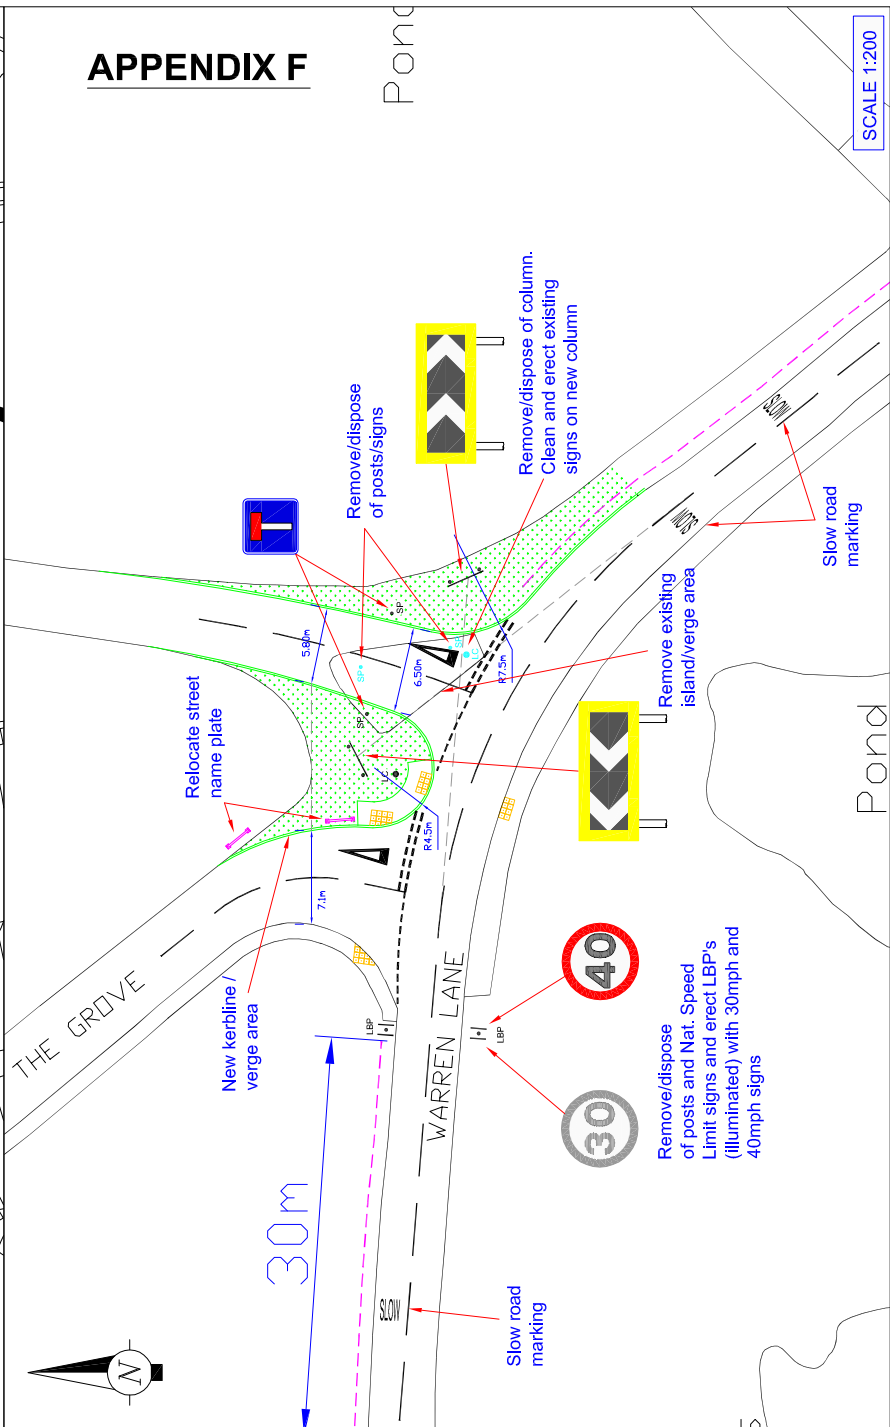 APPENDIX F
Pond
SCALE 1:200
Remove/dispose of column.
Clean and erect existing
signs on new column
Remove/dispose
of posts/signs
SLOW
SLOW
Slow road
marking
SP
5.80m
SP
SP
LC
6.50m
R7.5m
Remove existing
island/verge area
Relocate street
name plate
SP
LC
R4.5m
7.1m
Pond
THE GROVE
New kerbline /
verge area
LBP
LBP
WARREN LANE
40
30
Remove/dispose
of posts and Nat. Speed
Limit signs and erect LBP's
(illuminated) with 30mph and
40mph signs
30m
SLOW
Slow road
marking
N